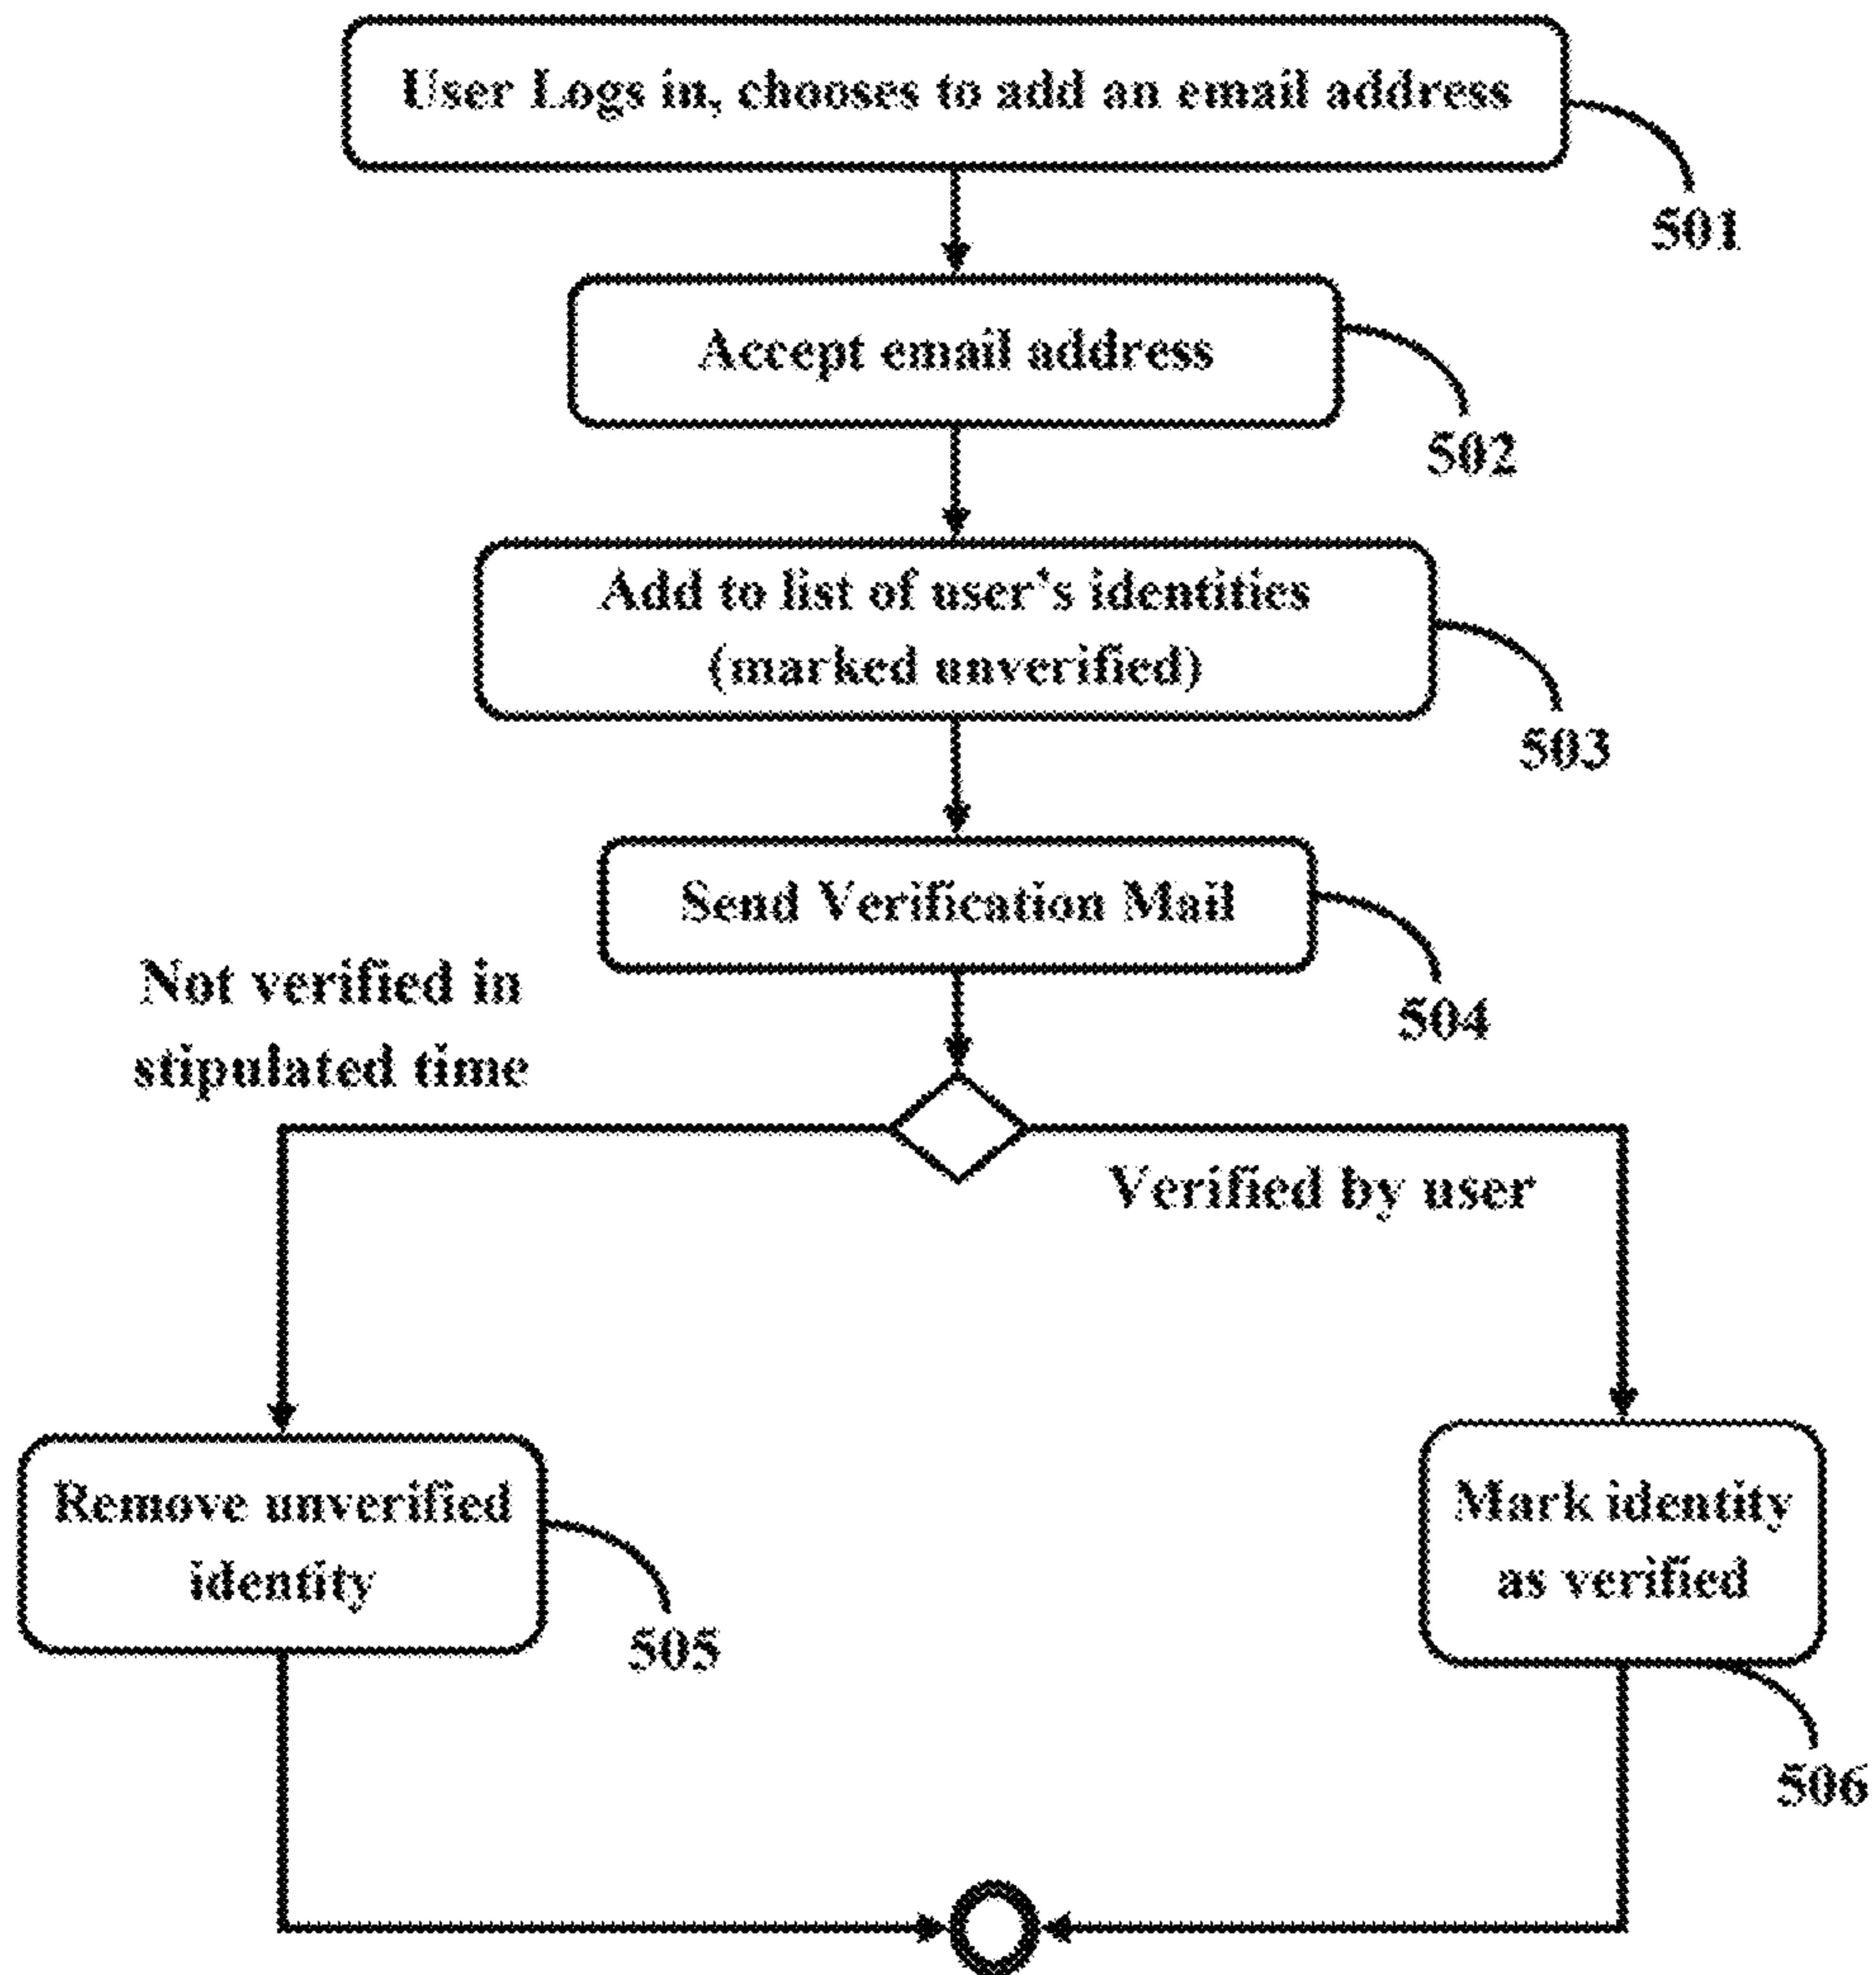 User Logs in, chooses to add an email address
501
Accept email address
502
Add to list of user's identities
(marked unverified)
503
Send Verification Mail
504
Not verified in
stipulated time
Verified by user
Remove unverified
identity
505
Mark identity
as verified
506